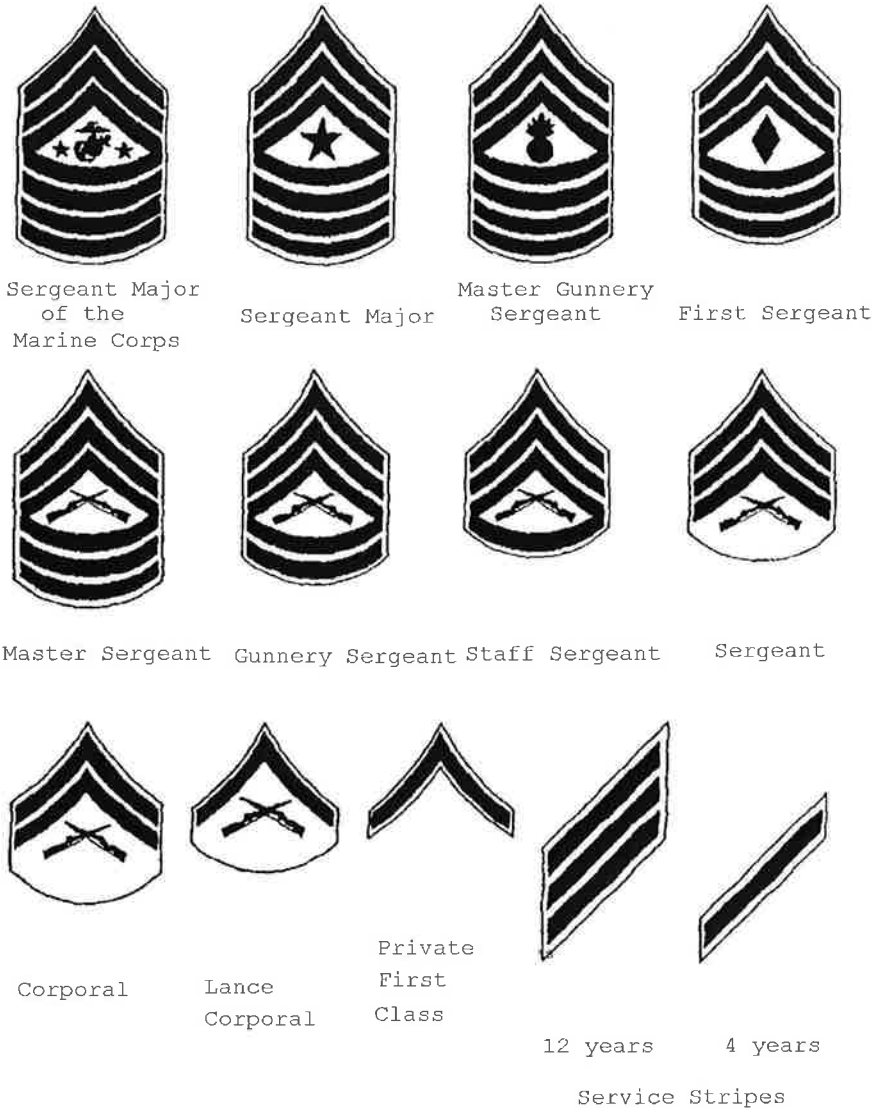 Sergeant Major
of the
Marine Corps
Sergeant Major
Master Gunnery
Sergeant
First Sergeant
Master Sergeant
Gunnery Sergeant
Staff Sergeant
Sergeant
Corporal
Lance
Corporal
Private
First
Class
12 years
4 years
Service Stripes